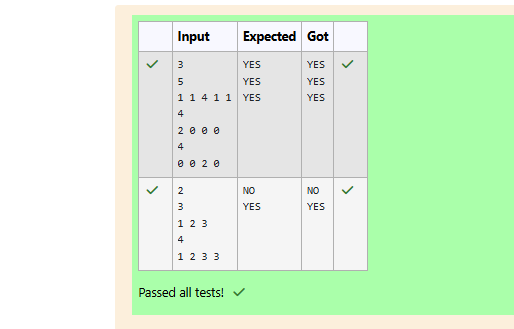 Input Expected Got
3 YES YES
5 YES YES
1 1 4 1 1 YES YES
4
2 0 0 0
4
0 0 2 0
2 NO NO
3 YES YES
1 2 3
4
1 2 3 3
Passed all tests!